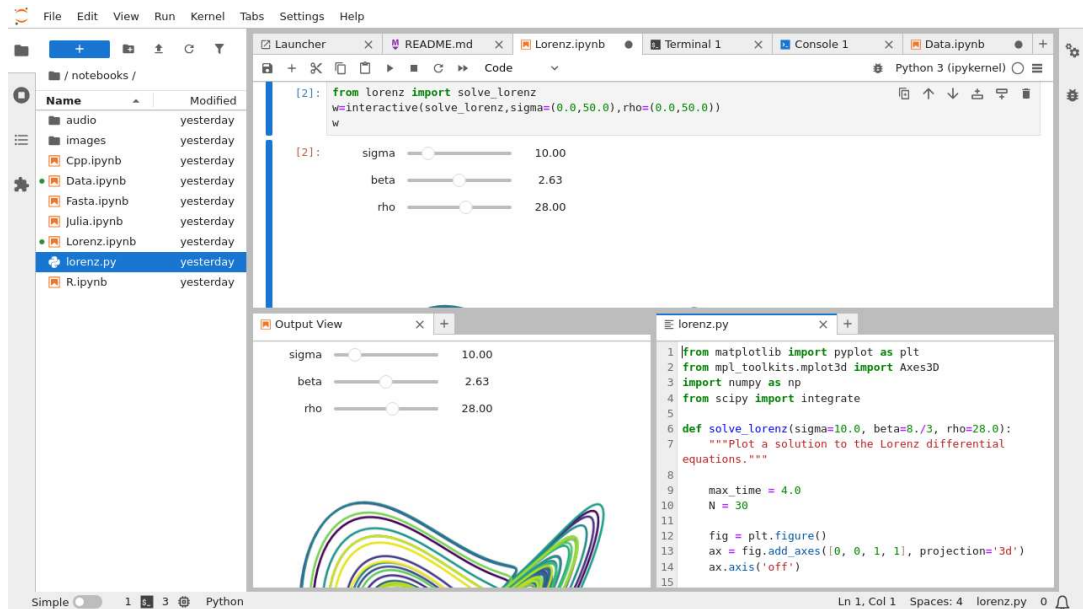 File Edit View Run Kernel Tabs Settings Help
Launcher README.md Lorenz.ipynb Terminal 1 Console 1 Data.ipynb
Code Python 3 (ipykernel)
/ notebooks /
Name Modified
audio yesterday
images yesterday
Cpp.ipynb yesterday
Data.ipynb yesterday
Fasta.ipynb yesterday
Julia.ipynb yesterday
Lorenz.ipynb yesterday
lorenz.py yesterday
R.ipynb yesterday
[2]: from lorenz import solve_lorenz
w=interactive(solve_lorenz,sigma=(0.0,50.0),rho=(0.0,50.0))
w
[2]: sigma 10.00
beta 2.63
rho 28.00
Output View
sigma 10.00
beta 2.63
rho 28.00
lorenz.py
1 from matplotlib import pyplot as plt
2 from mpl_toolkits.mplot3d import Axes3D
3 import numpy as np
4 from scipy import integrate
5
6 def solve_lorenz(sigma=10.0, beta=8./3, rho=28.0):
7 """Plot a solution to the Lorenz differential
equations."""
8
9 max_time = 4.0
10 N = 30
11
12 fig = plt.figure()
13 ax = fig.add_axes([0, 0, 1, 1], projection='3d')
14 ax.axis('off')
15
Simple 1 3 Python Ln 1, Col 1 Spaces: 4 lorenz.py 0